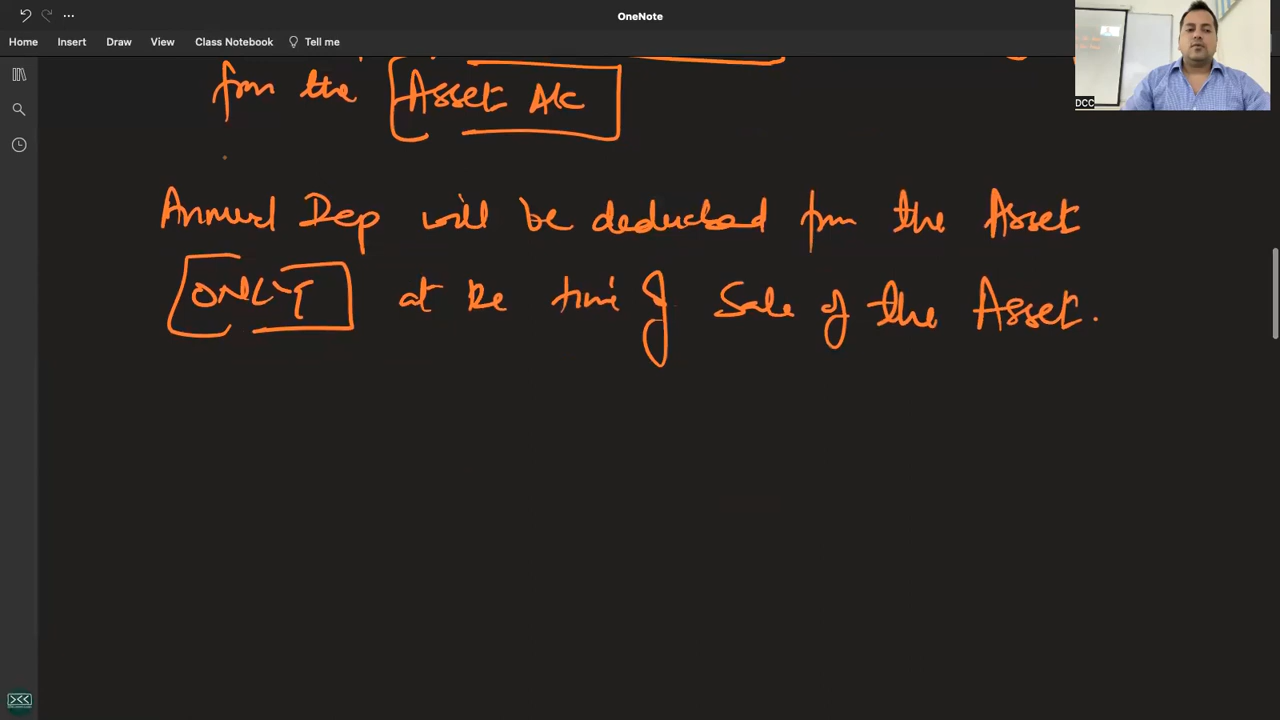 OneNote
Home Insert Draw View Class Notebook Tell me
DCC
from the Asset A/c
Annual Dep will be deducted from the Asset
ONLY at the time of Sale of the Asset.
DCC